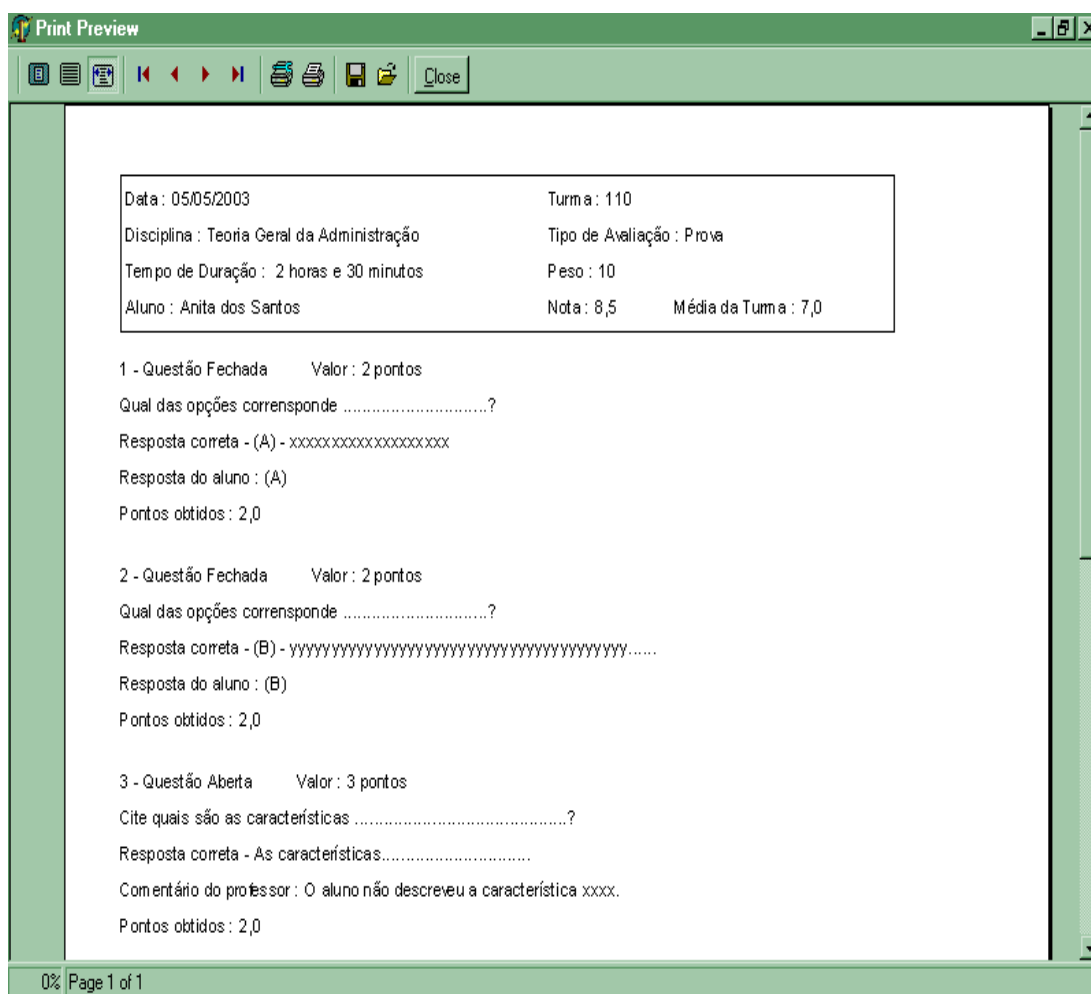 Print Preview
Close
Data : 05/05/2003 Turma : 110
Disciplina : Teoria Geral da Administração Tipo de Avaliação : Prova
Tempo de Duração : 2 horas e 30 minutos Peso : 10
Aluno : Anita dos Santos Nota : 8,5 Média da Turma : 7,0
1 - Questão Fechada Valor : 2 pontos
Qual das opções corrensponde ...............................?
Resposta correta - (A) - xxxxxxxxxxxxxxxxxxx
Resposta do aluno : (A)
Pontos obtidos : 2,0
2 - Questão Fechada Valor : 2 pontos
Qual das opções corrensponde ...............................?
Resposta correta - (B) - yyyyyyyyyyyyyyyyyyyyyyyyyyyyyyyyyyyyyyyyy......
Resposta do aluno : (B)
Pontos obtidos : 2,0
3 - Questão Aberta Valor : 3 pontos
Cite quais são as características ..............................................?
Resposta correta - As características................................
Comentário do professor : O aluno não descreveu a característica xxxx.
Pontos obtidos : 2,0
0% Page 1 of 1